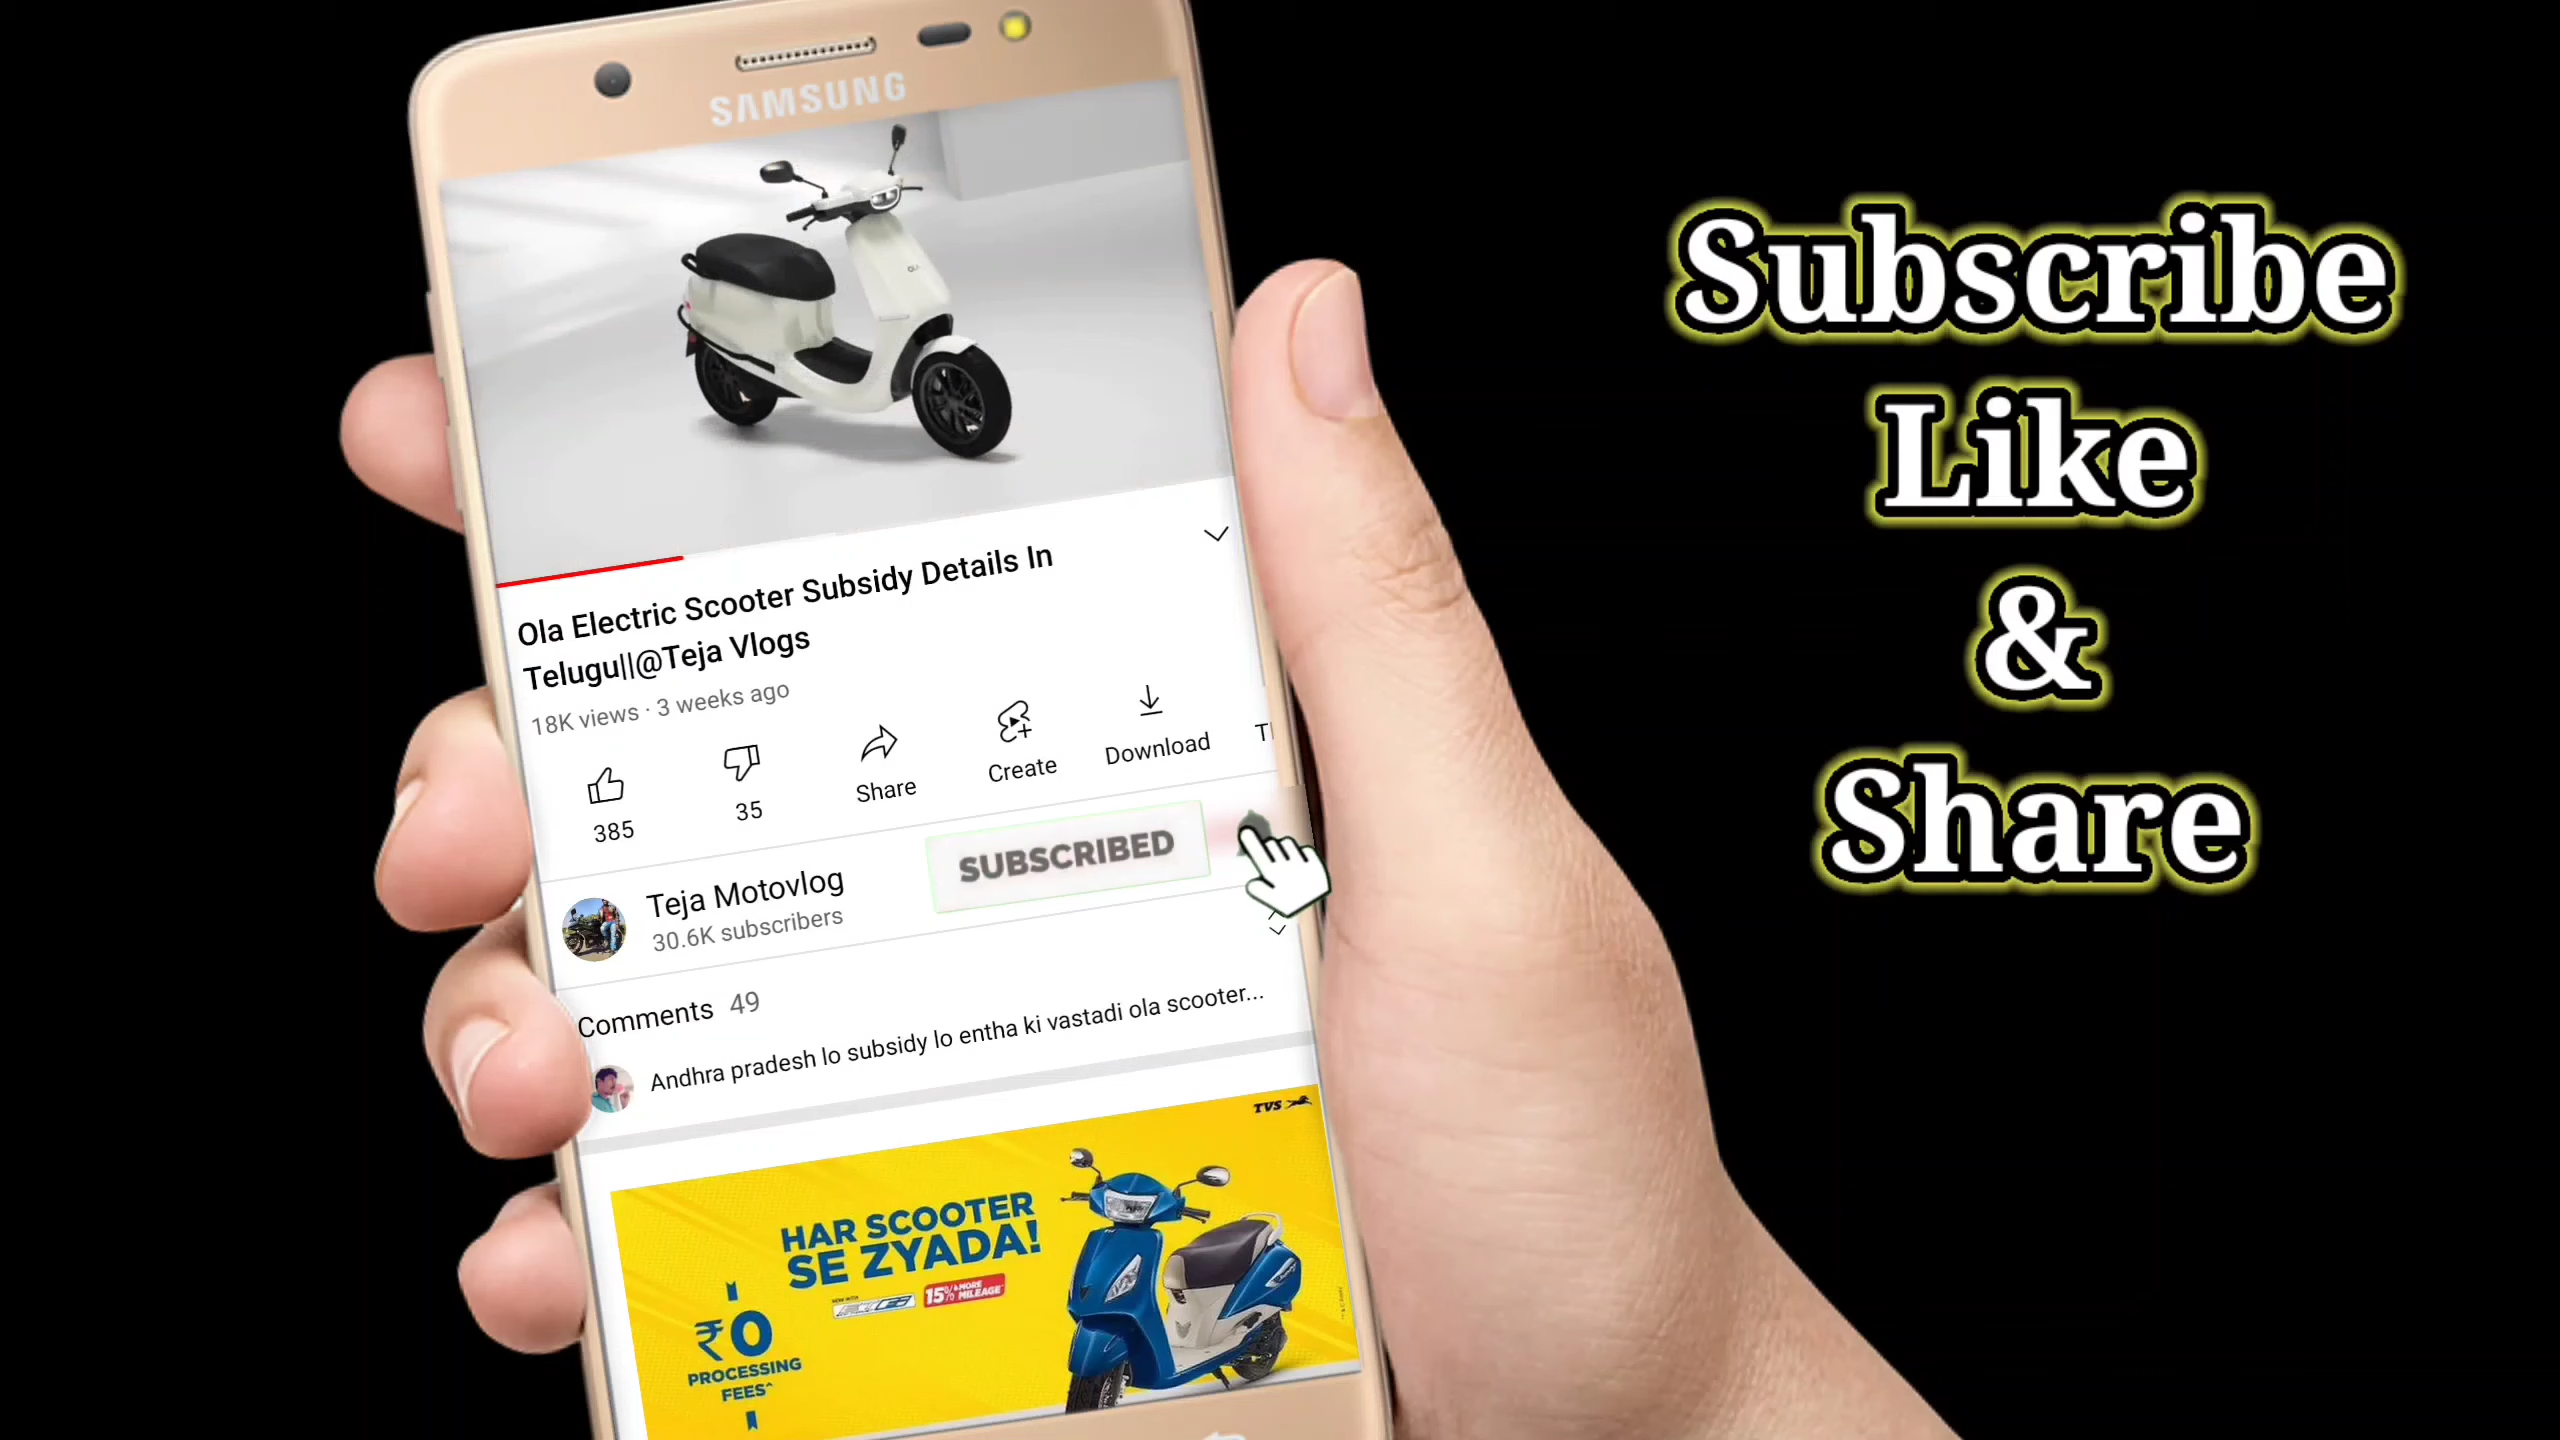 SAMSUNG
Ola Electric Scooter Subsidy Details In
Telugu||@Teja Vlogs
18K views · 3 weeks ago
385
35
Share
Create
Download
Teja Motovlog
30.6K subscribers
SUBSCRIBED
Comments 49
Andhra pradesh lo subsidy lo entha ki vastadi ola scooter...
TVS
HAR SCOOTER
SE ZYADA!
15% MORE
MILEAGE*
₹0
PROCESSING
FEES^
Subscribe
Like
&
Share